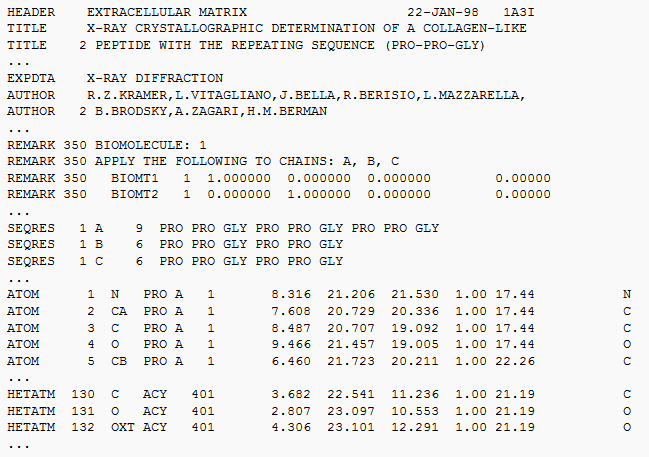 HEADER    EXTRACELLULAR MATRIX                    22-JAN-98   1A3I
TITLE     X-RAY CRYSTALLOGRAPHIC DETERMINATION OF A COLLAGEN-LIKE
TITLE    2 PEPTIDE WITH THE REPEATING SEQUENCE (PRO-PRO-GLY)
...
EXPDTA    X-RAY DIFFRACTION
AUTHOR    R.Z.KRAMER,L.VITAGLIANO,J.BELLA,R.BERISIO,L.MAZZARELLA,
AUTHOR   2 B.BRODSKY,A.ZAGARI,H.M.BERMAN
...
REMARK 350 BIOMOLECULE: 1
REMARK 350 APPLY THE FOLLOWING TO CHAINS: A, B, C
REMARK 350   BIOMT1   1  1.000000  0.000000  0.000000        0.00000
REMARK 350   BIOMT2   1  0.000000  1.000000  0.000000        0.00000
...
SEQRES   1 A    9  PRO PRO GLY PRO PRO GLY PRO PRO GLY
SEQRES   1 B    6  PRO PRO GLY PRO PRO GLY
SEQRES   1 C    6  PRO PRO GLY PRO PRO GLY
...
ATOM      1  N   PRO A   1       8.316  21.206  21.530  1.00 17.44           N
ATOM      2  CA  PRO A   1       7.608  20.729  20.336  1.00 17.44           C
ATOM      3  C   PRO A   1       8.487  20.707  19.092  1.00 17.44           C
ATOM      4  O   PRO A   1       9.466  21.457  19.005  1.00 17.44           O
ATOM      5  CB  PRO A   1       6.460  21.723  20.211  1.00 22.26           C
...
HETATM  130  C   ACY   401       3.682  22.541  11.236  1.00 21.19           C
HETATM  131  O   ACY   401       2.807  23.097  10.553  1.00 21.19           O
HETATM  132  OXT ACY   401       4.306  23.101  12.291  1.00 21.19           O
...